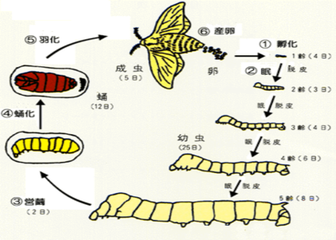 ⑥ 産卵
⑤ 羽化
成虫
(5日)
卵
① 孵化
1齢(4日)
② 眠
脱皮
2齢(3日)
眠
脱皮
3齢(4日)
眠
脱皮
4齢(6日)
眠
脱皮
5齢(8日)
幼虫
(25日)
③ 営繭
(2日)
④ 蛹化
蛹
(12日)